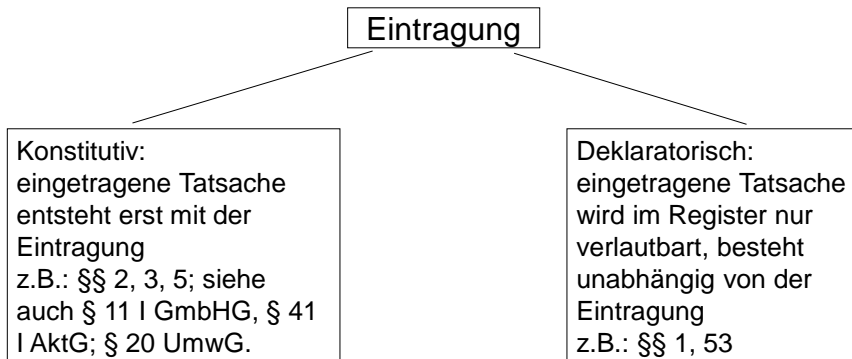 Eintragung
Konstitutiv:
eingetragene Tatsache
entsteht erst mit der
Eintragung
z.B.: §§ 2, 3, 5; siehe
auch § 11 I GmbHG, § 41
I AktG; § 20 UmwG.
Deklaratorisch:
eingetragene Tatsache
wird im Register nur
verlautbart, besteht
unabhängig von der
Eintragung
z.B.: §§ 1, 53